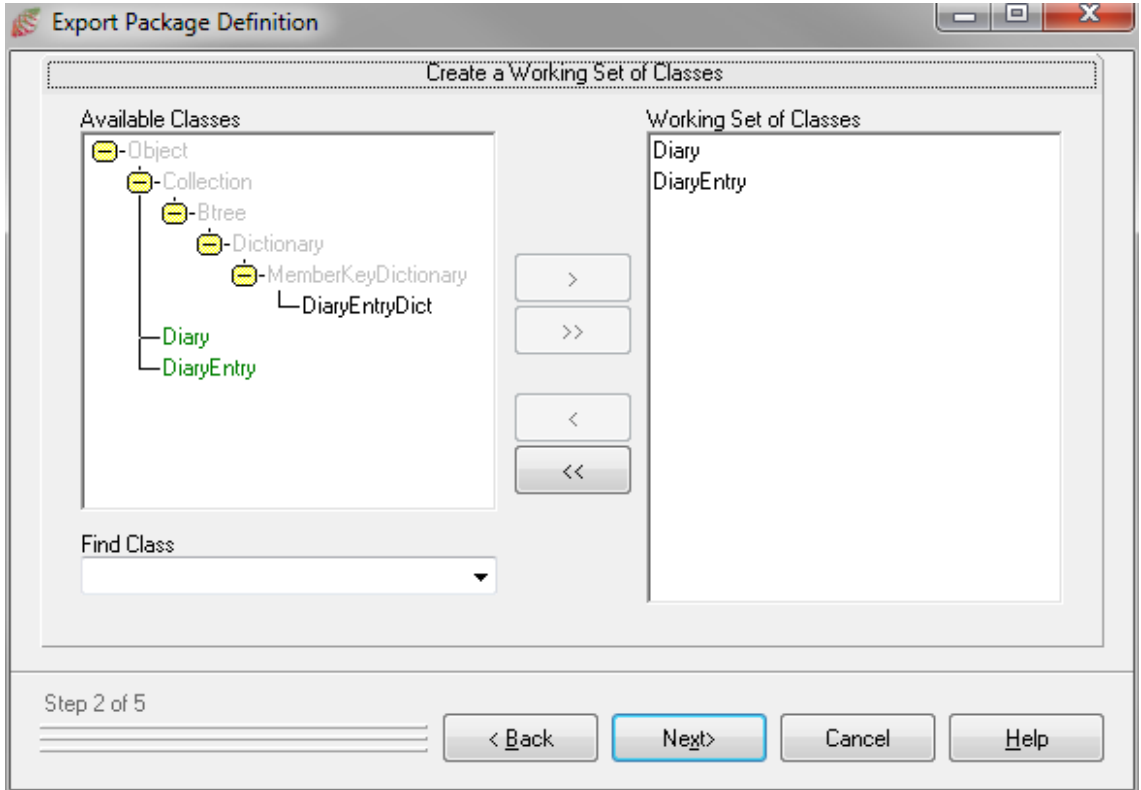 Export Package Definition
Create a Working Set of Classes
Available Classes
Object
Collection
Btree
Dictionary
MemberKeyDictionary
DiaryEntryDict
Diary
DiaryEntry
Find Class
>
>>
<
<<
Working Set of Classes
Diary
DiaryEntry
Step 2 of 5
< Back
Next>
Cancel
Help